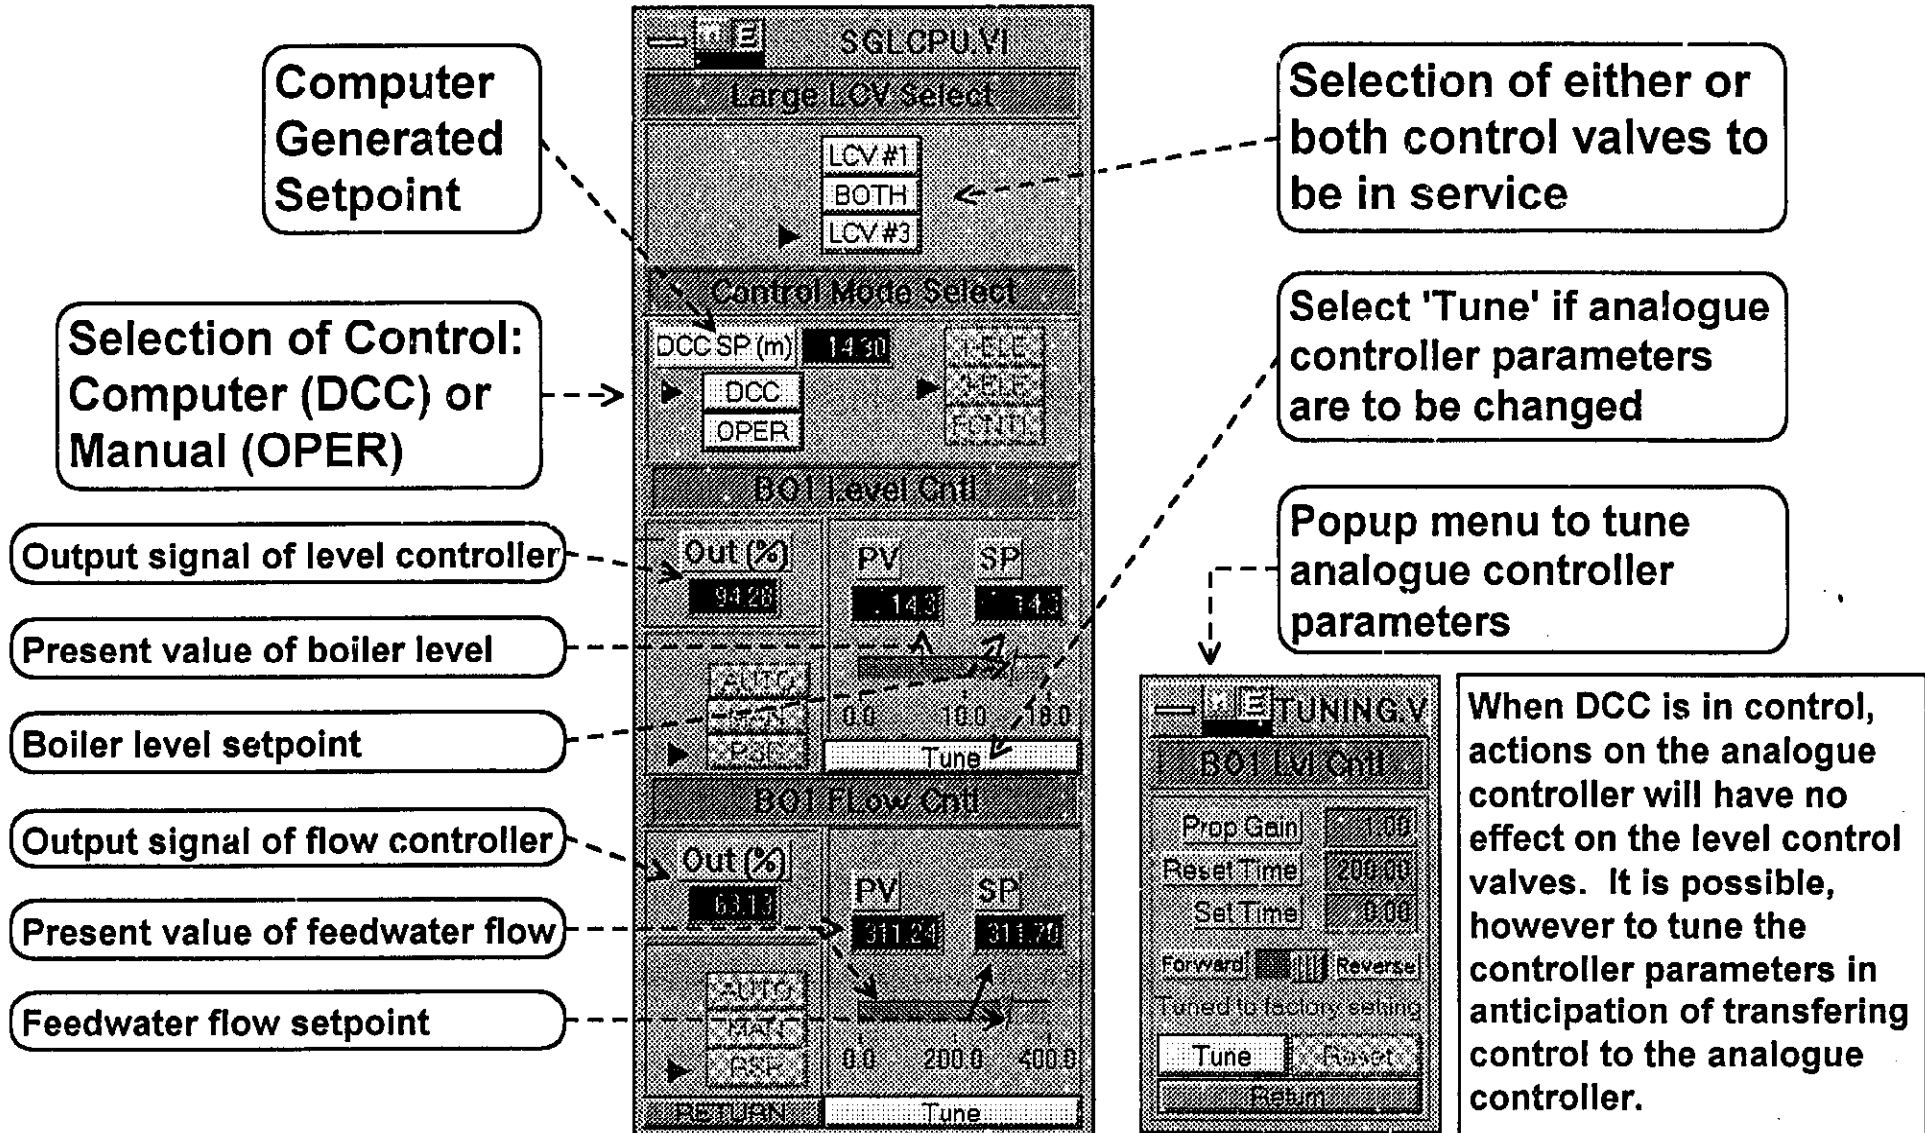 Computer
Generated
Setpoint
Selection of Control:
Computer (DCC) or
Manual (OPER)
Output signal of level controller
Present value of boiler level
Boiler level setpoint
Output signal of flow controller
Present value of feedwater flow
Feedwater flow setpoint
SGLCPU.VI
Large LCV Select
LCV #1
BOTH
LCV #3
Control Mode Select
DCC SP (m) 14.30
DCC
OPER
1-ELE
BO1 Level Cntl
Out (%)
94.28
PV SP
14.3 14.3
AUTO
MAN
0.0 10.0 18.0
Tune
BO1 FLow Cntl
Out (%)
63.13
PV SP
311.24
AUTO
MAN
RSP
0.0 200.0 400.0
RETURN Tune
Selection of either or
both control valves to
be in service
Select 'Tune' if analogue
controller parameters
are to be changed
Popup menu to tune
analogue controller
parameters
TUNING.V
BO1 Lvl Cntl
Prop Gain 1.00
Reset Time 200.00
Set Time 0.00
Forward Reverse
Tuned to factory setting
Tune Reset
Return
When DCC is in control,
actions on the analogue
controller will have no
effect on the level control
valves. It is possible,
however to tune the
controller parameters in
anticipation of transfering
control to the analogue
controller.